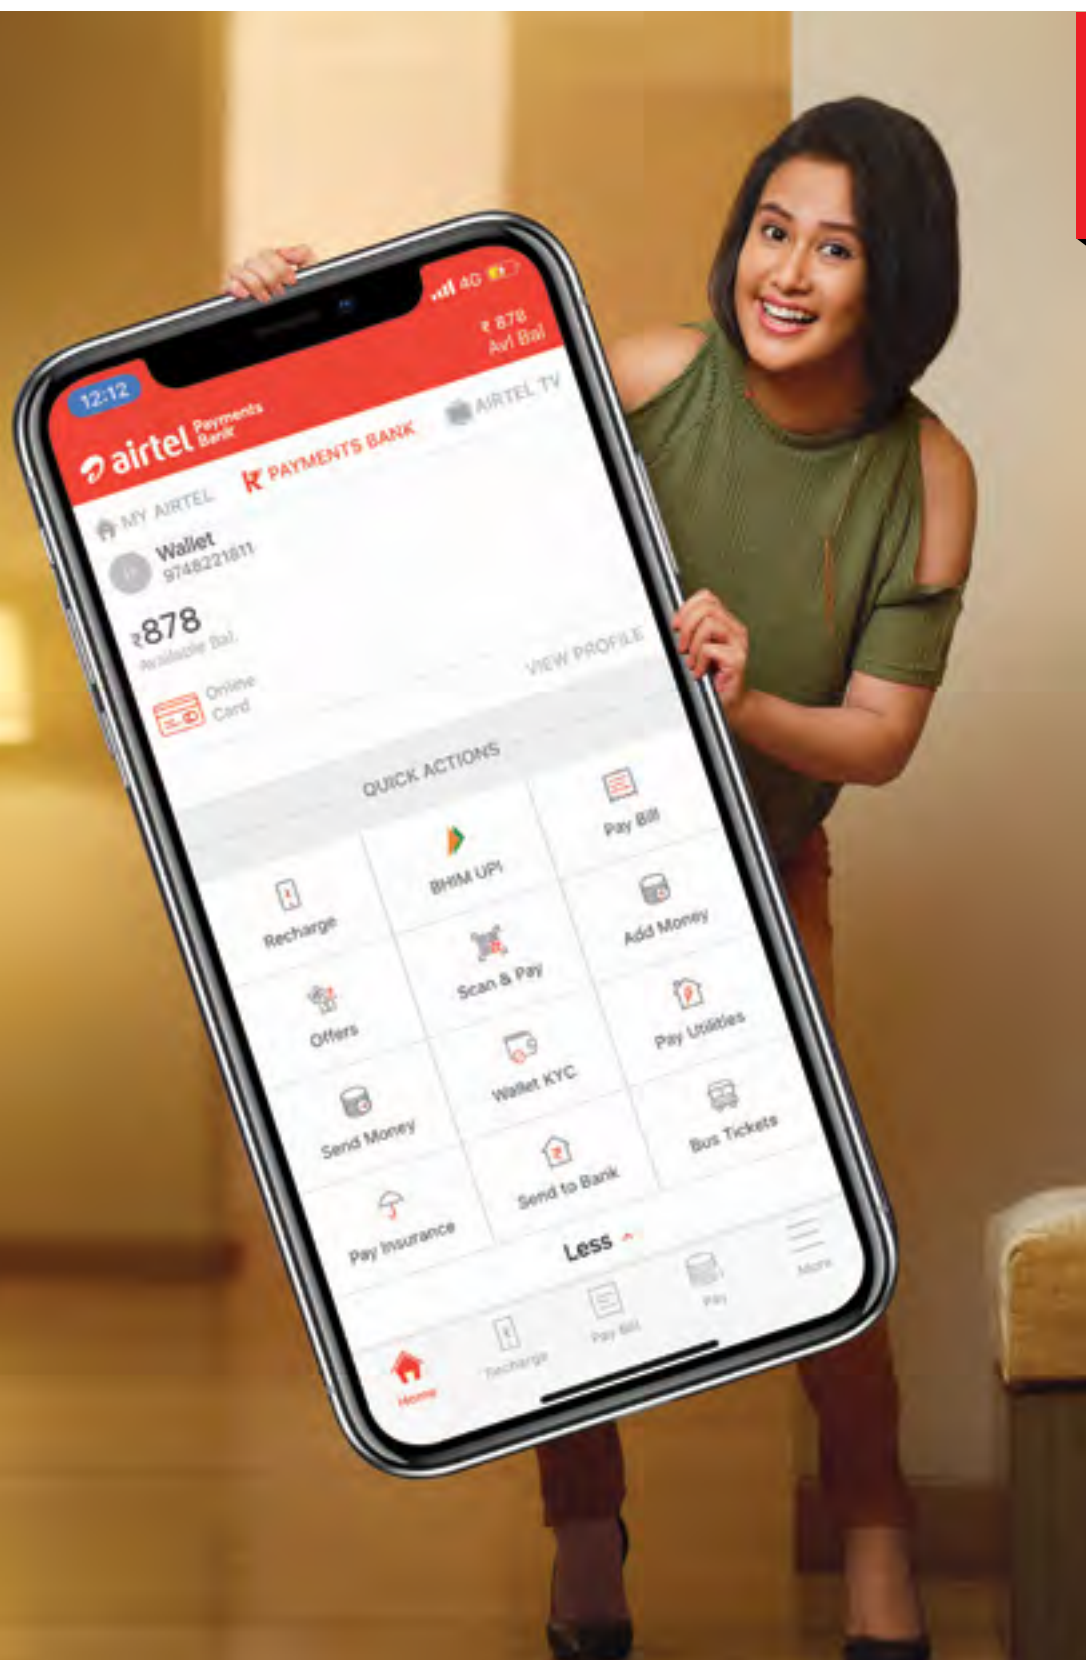 12:12
4G
₹ 878
Avl Bal
airtel Payments
Bank
MY AIRTEL
PAYMENTS BANK
AIRTEL TV
Wallet
9748221811
₹878
Available Bal.
Online
Card
VIEW PROFILE
QUICK ACTIONS
Recharge
BHIM UPI
Pay Bill
Offers
Scan & Pay
Add Money
Send Money
Wallet KYC
Pay Utilities
Pay Insurance
Send to Bank
Bus Tickets
Less
Home
Recharge
Pay Bill
Pay
More